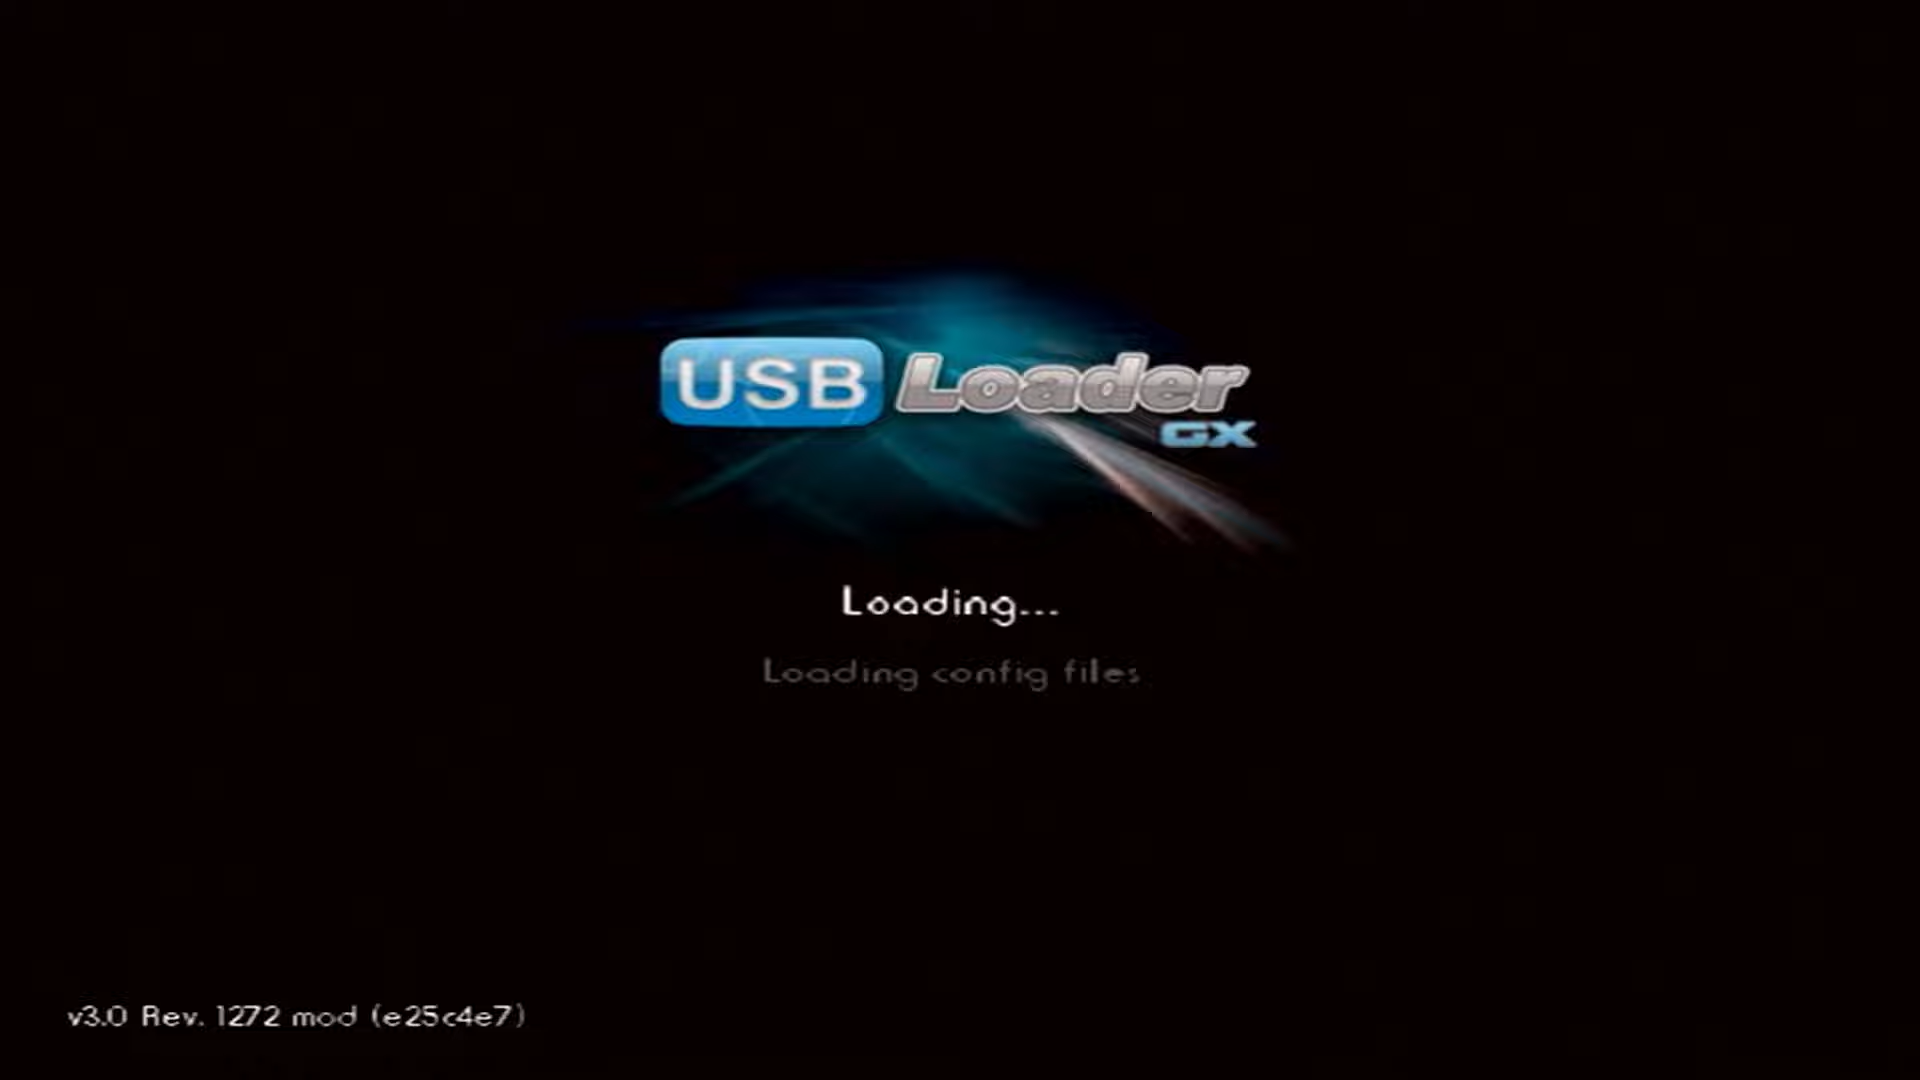 USB Loader
GX
Loading...
Loading config files
v3.0 Rev. 1272 mod (e25c4e7)